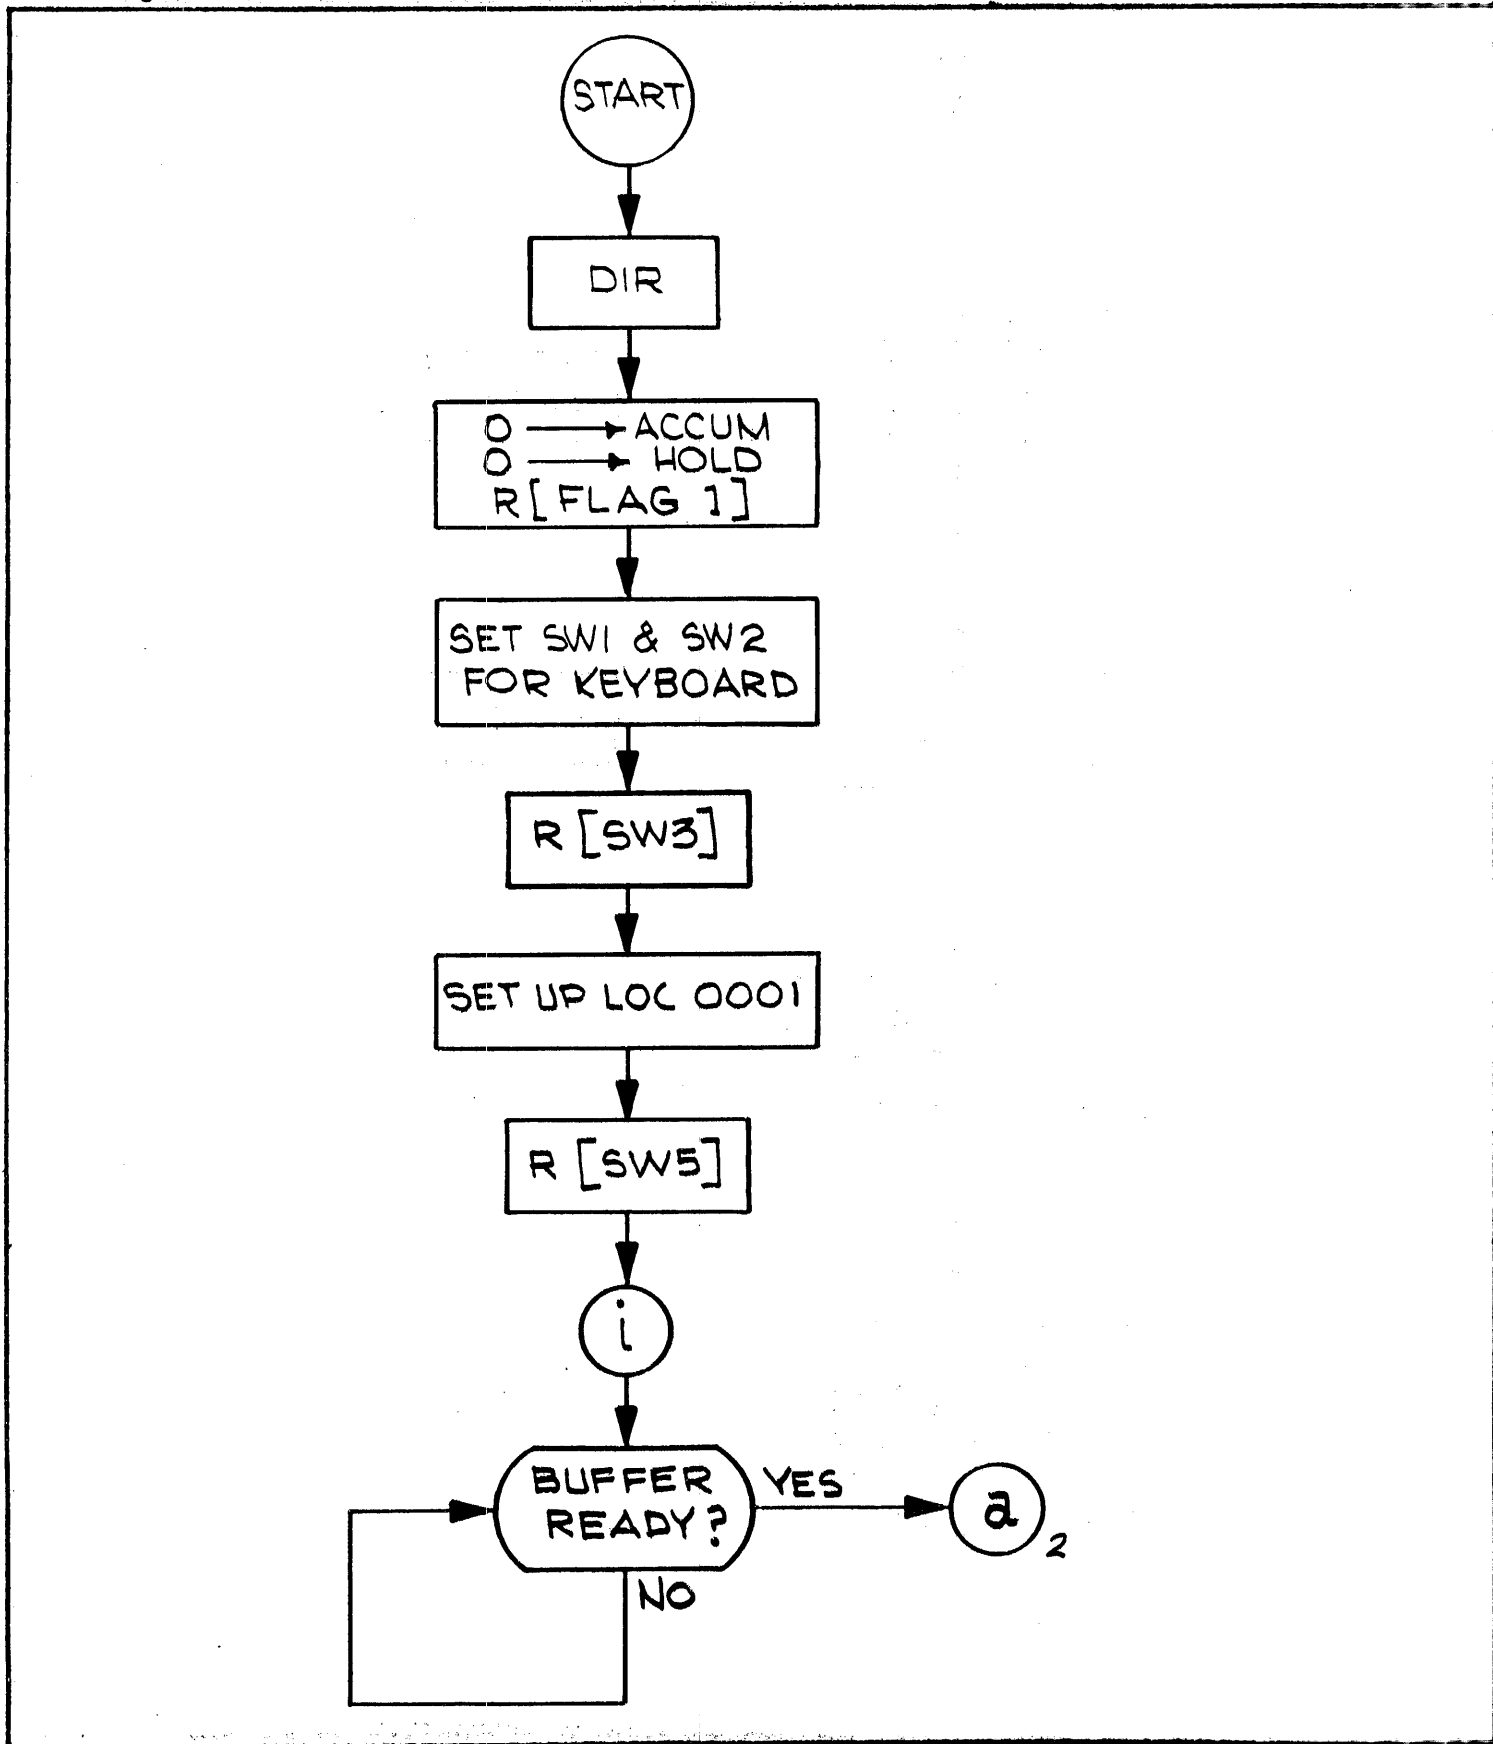 START
DIR
0 → ACCUM
0 → HOLD
R[FLAG 1]
SET SW1 & SW2
FOR KEYBOARD
R [SW3]
SET UP LOC 0001
R [SW5]
i
BUFFER
READY?
YES
a
2
NO